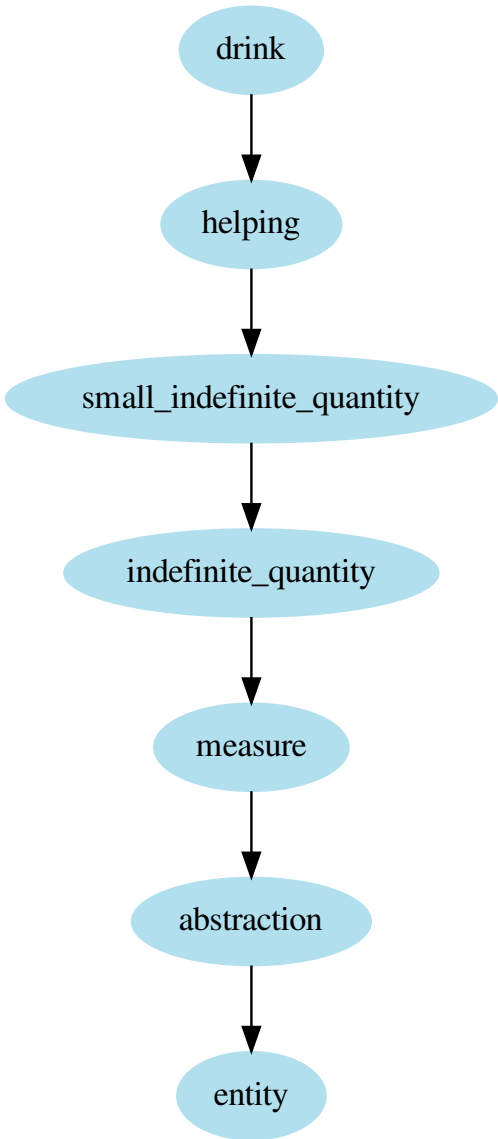 drink
helping
small_indefinite_quantity
indefinite_quantity
measure
abstraction
entity